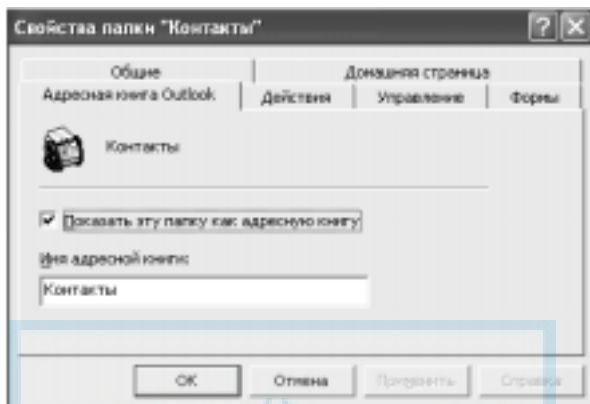 Свойства папки "Контакты"
Общие Домашняя страница
Адресная книга Outlook Действия Управление Формы
Контакты
Показать эту папку как адресную книгу
Имя адресной книги:
Контакты
ОК Отмена Применить Справка